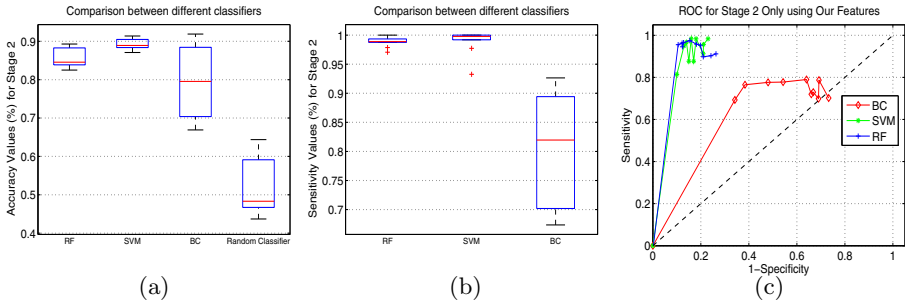 Comparison between different classifiers
Accuracy Values (%) for Stage 2
0.9
0.8
0.7
0.6
0.5
0.4
RF
SVM
BC
Random Classifier
(a)
Comparison between different classifiers
Sensitivity Values (%) for Stage 2
1
0.95
0.9
0.85
0.8
0.75
0.7
RF
SVM
BC
(b)
ROC for Stage 2 Only using Our Features
Sensitivity
1
0.8
0.6
0.4
0.2
0
0
0.2
0.4
0.6
0.8
1
1-Specificity
BC
SVM
RF
(c)